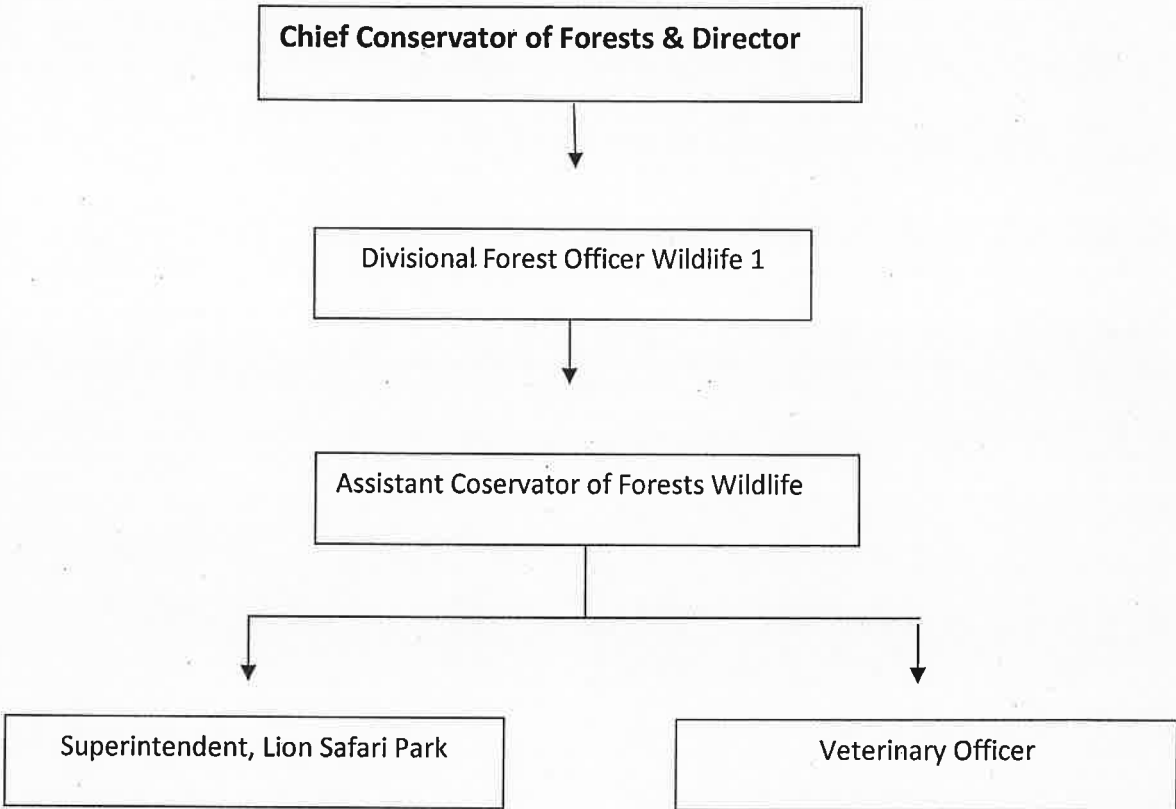 Chief Conservator of Forests & Director
Divisional Forest Officer Wildlife 1
Assistant Coservator of Forests Wildlife
Superintendent, Lion Safari Park
Veterinary Officer